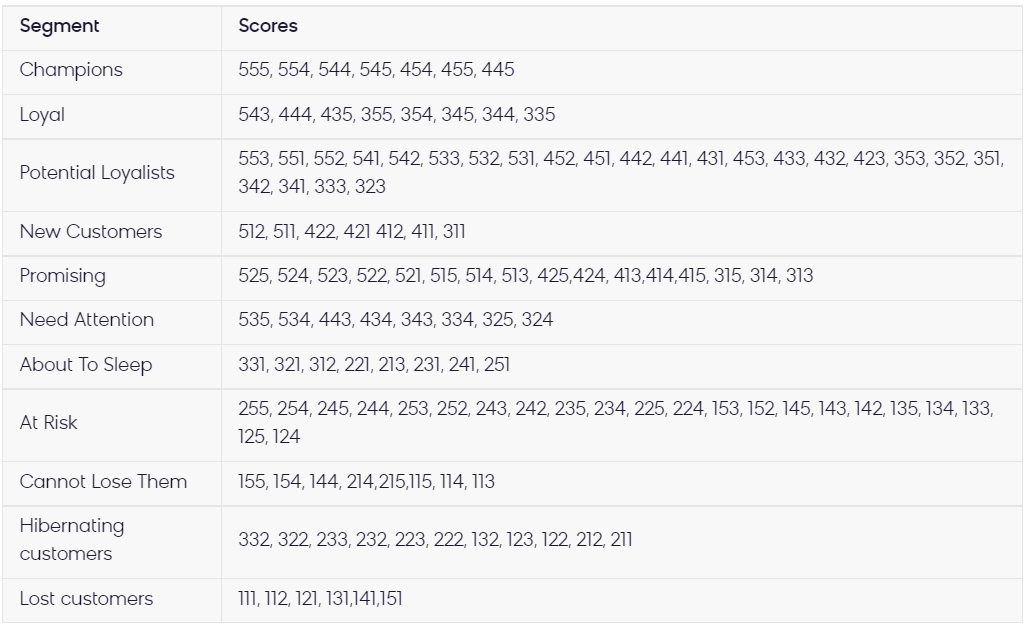 Segment Scores
Champions 555, 554, 544, 545, 454, 455, 445
Loyal 543, 444, 435, 355, 354, 345, 344, 335
Potential Loyalists 553, 551, 552, 541, 542, 533, 532, 531, 452, 451, 442, 441, 431, 453, 433, 432, 423, 353, 352, 351,
342, 341, 333, 323
New Customers 512, 511, 422, 421 412, 411, 311
Promising 525, 524, 523, 522, 521, 515, 514, 513, 425,424, 413,414,415, 315, 314, 313
Need Attention 535, 534, 443, 434, 343, 334, 325, 324
About To Sleep 331, 321, 312, 221, 213, 231, 241, 251
At Risk 255, 254, 245, 244, 253, 252, 243, 242, 235, 234, 225, 224, 153, 152, 145, 143, 142, 135, 134, 133,
125, 124
Cannot Lose Them 155, 154, 144, 214,215,115, 114, 113
Hibernating
customers 332, 322, 233, 232, 223, 222, 132, 123, 122, 212, 211
Lost customers 111, 112, 121, 131,141,151